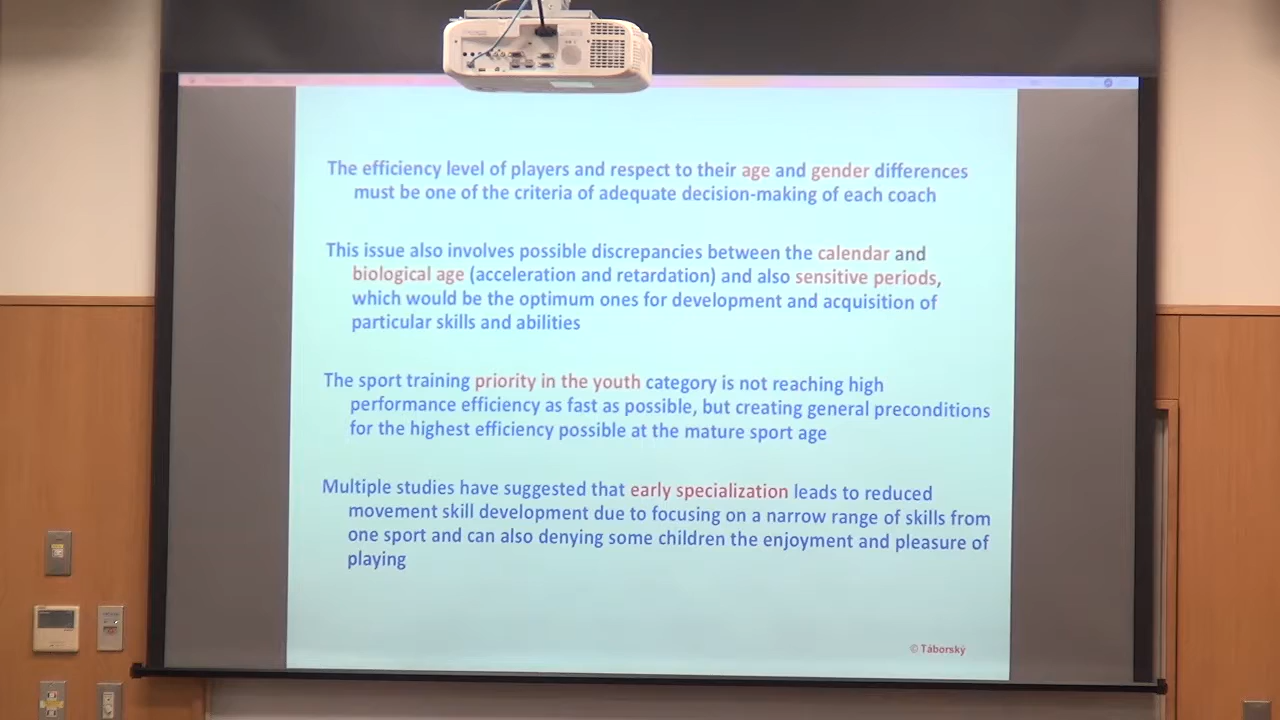 The efficiency level of players and respect to their age and gender differences
must be one of the criteria of adequate decision-making of each coach
This issue also involves possible discrepancies between the calendar and
biological age (acceleration and retardation) and also sensitive periods,
which would be the optimum ones for development and acquisition of
particular skills and abilities
The sport training priority in the youth category is not reaching high
performance efficiency as fast as possible, but creating general preconditions
for the highest efficiency possible at the mature sport age
Multiple studies have suggested that early specialization leads to reduced
movement skill development due to focusing on a narrow range of skills from
one sport and can also denying some children the enjoyment and pleasure of
playing
© Táborský